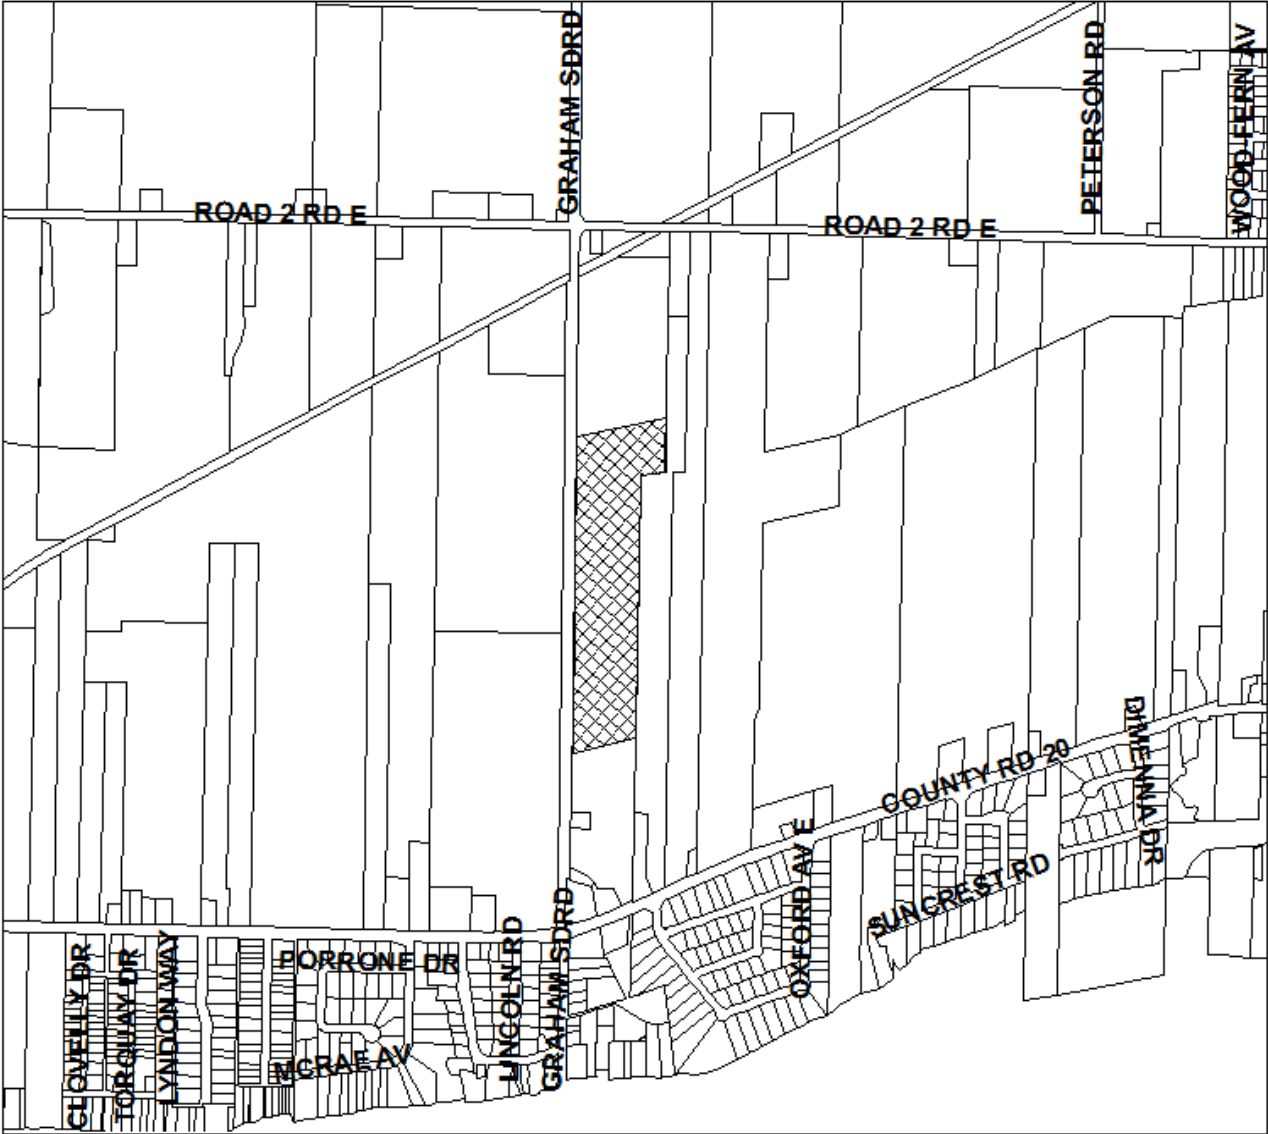 GRAHAM SDRD
PETERSON RD
WOOD-FERN AV
ROAD 2 RD E
ROAD 2 RD E
DIMENNA DR
COUNTY RD 20
OXFORD AV E
SUNCREST RD
CLOVELLY DR
TORQUAY DR
LYNDON WAY
PORRONE DR
LINCOLN RD
GRAHAM SDRD
MCRAE AV